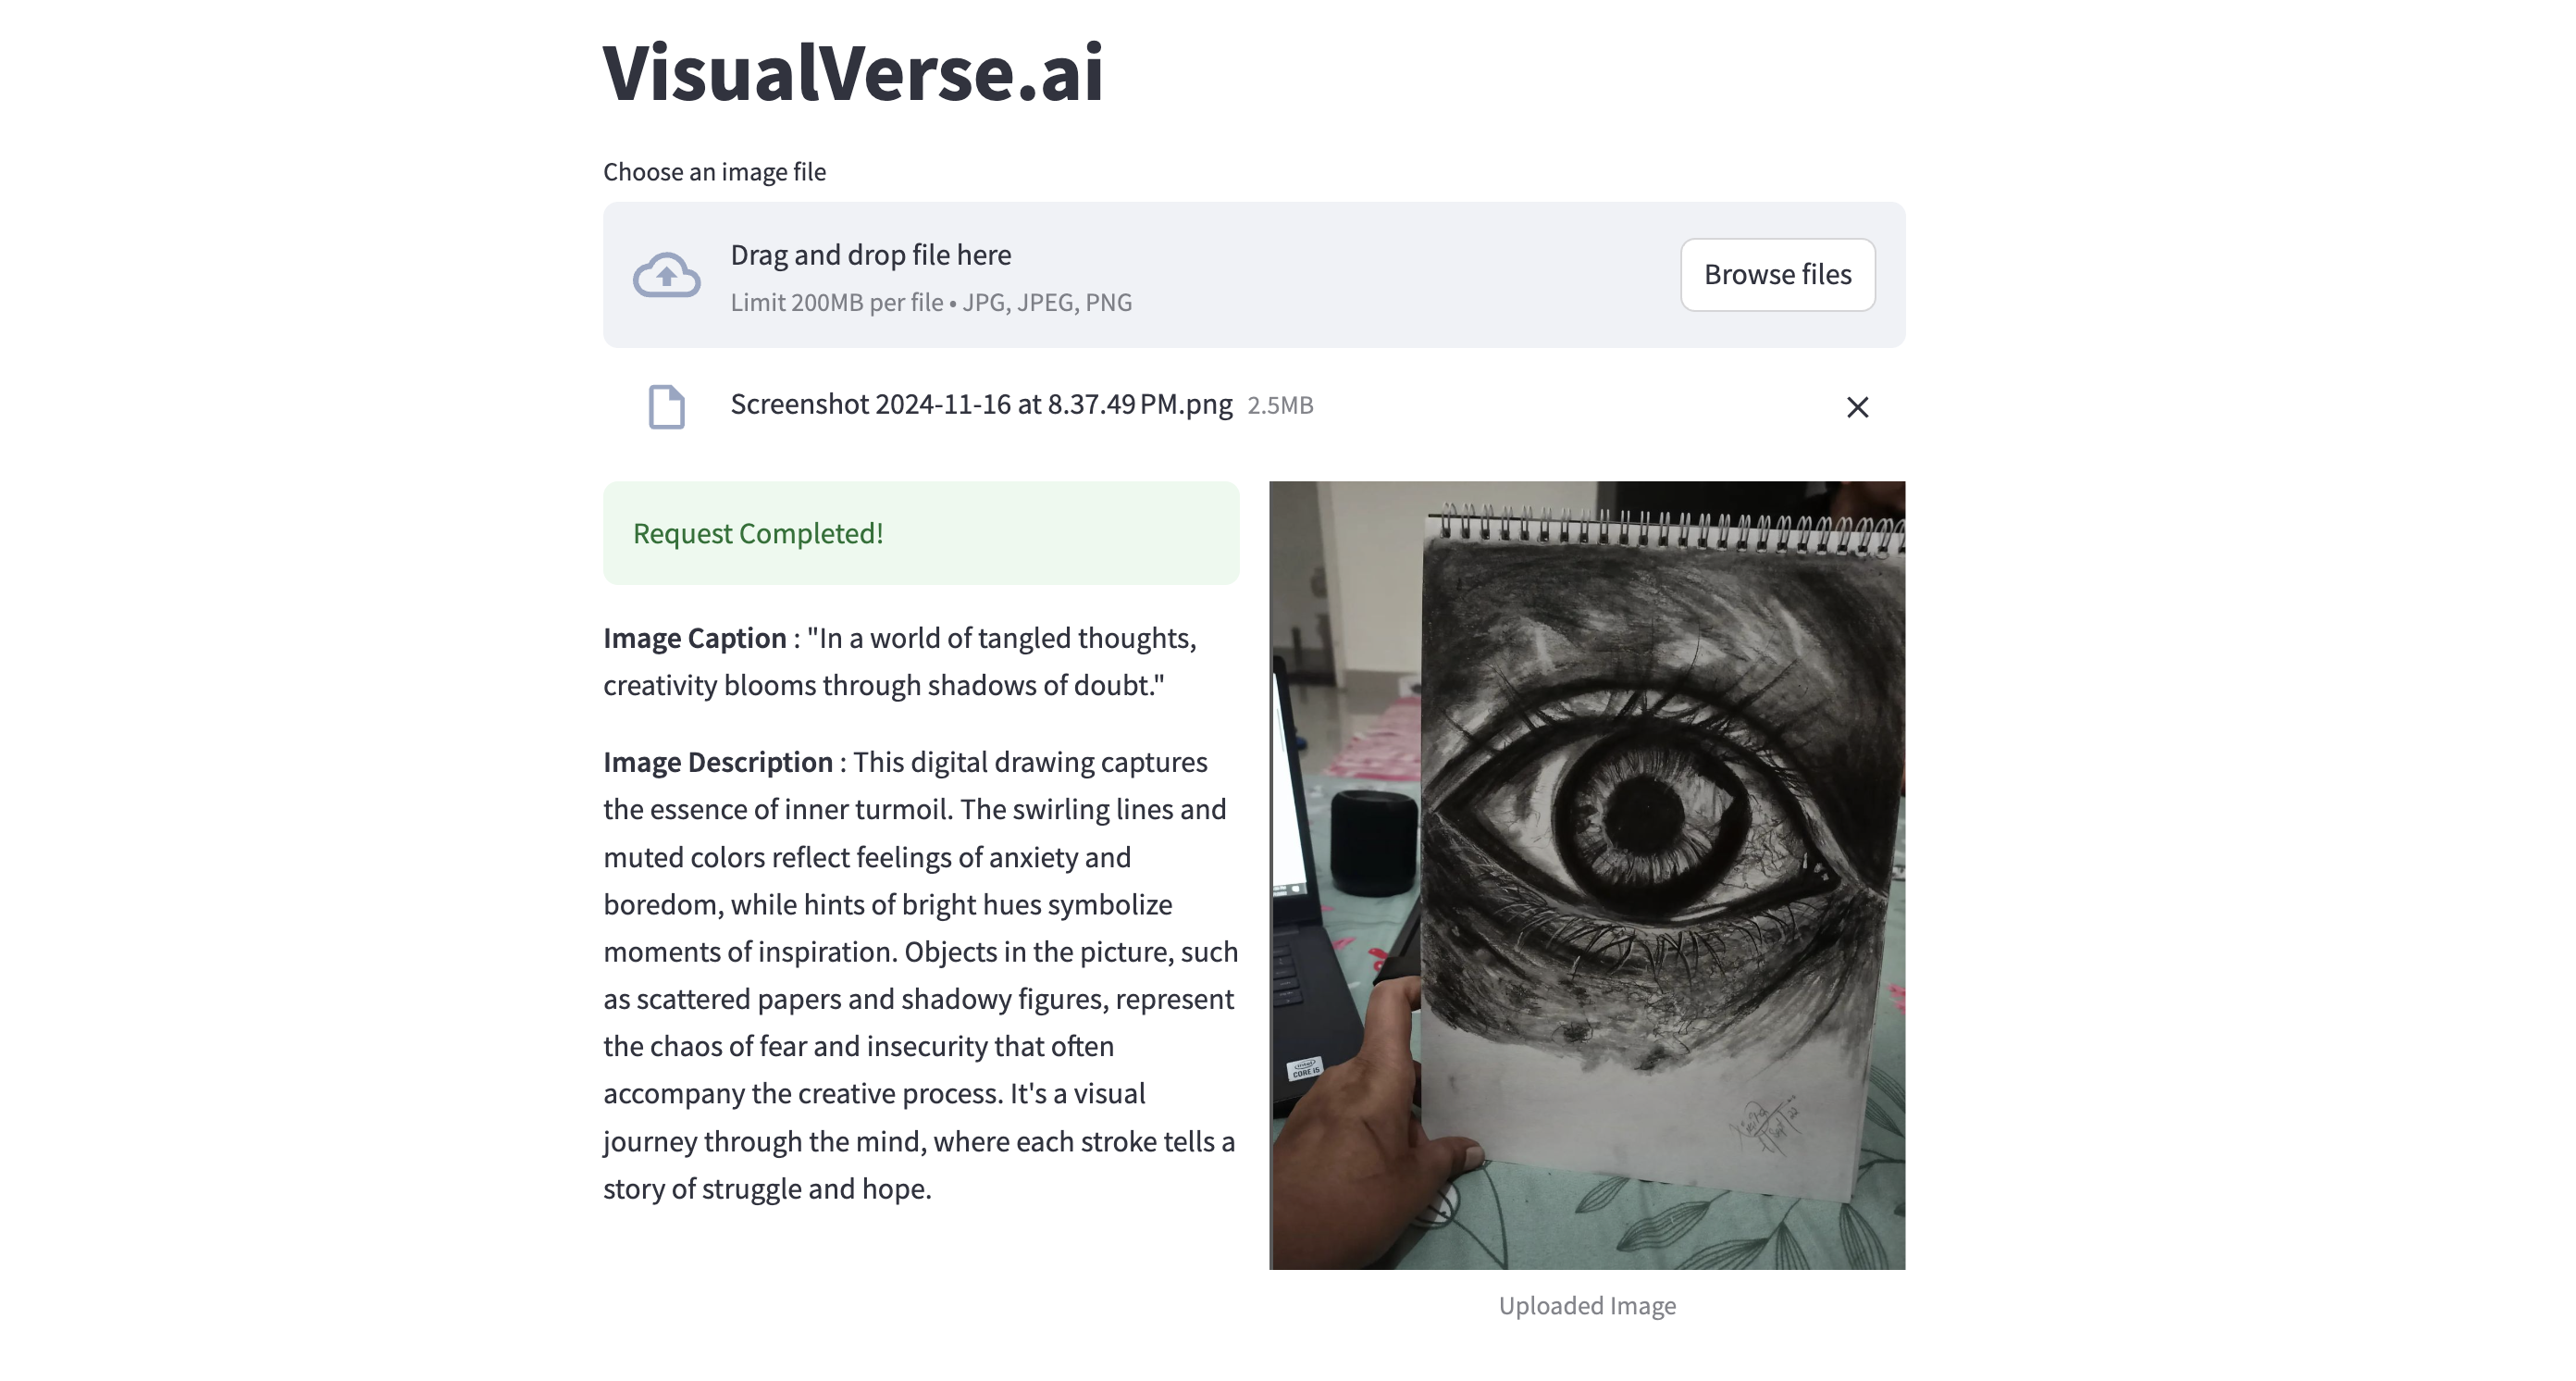 VisualVerse.ai
Choose an image file
Drag and drop file here
Limit 200MB per file • JPG, JPEG, PNG
Browse files
Screenshot 2024-11-16 at 8.37.49 PM.png 2.5MB
Request Completed!
Image Caption : "In a world of tangled thoughts,
creativity blooms through shadows of doubt."
Image Description : This digital drawing captures
the essence of inner turmoil. The swirling lines and
muted colors reflect feelings of anxiety and
boredom, while hints of bright hues symbolize
moments of inspiration. Objects in the picture, such
as scattered papers and shadowy figures, represent
the chaos of fear and insecurity that often
accompany the creative process. It's a visual
journey through the mind, where each stroke tells a
story of struggle and hope.
CORE i5
Uploaded Image